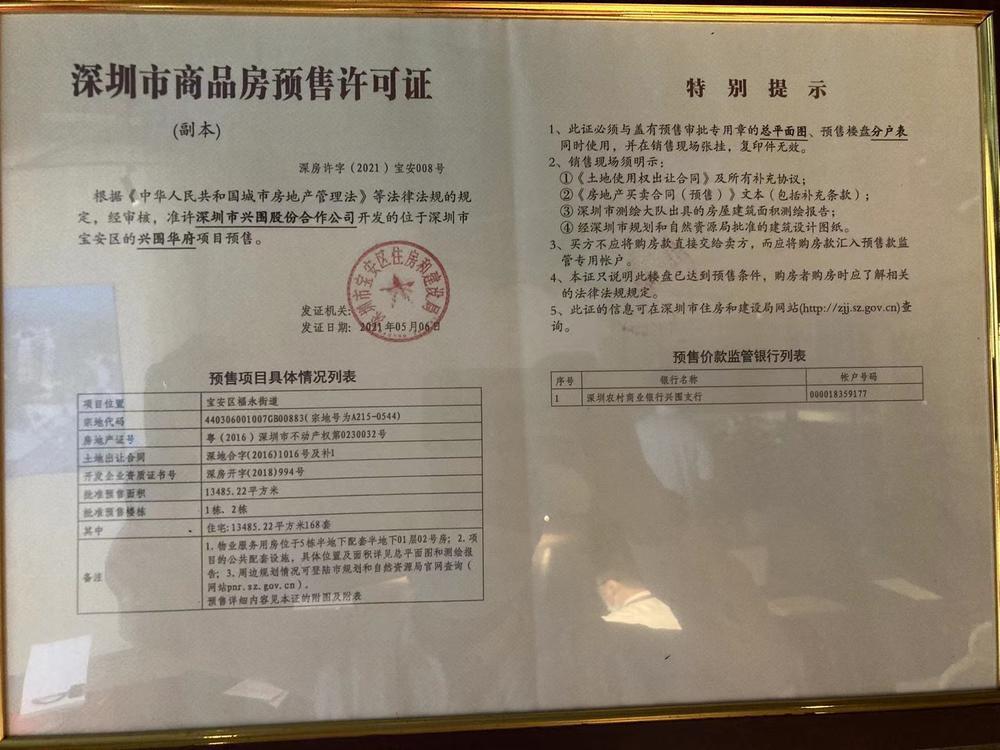 深圳市商品房预售许可证
(副本)
深房许字（2021）宝安008号
根据《中华人民共和国城市房地产管理法》等法律法规的规
定，经审核，准许深圳市兴围股份合作公司开发的位于深圳市
宝安区的兴围华府项目预售。
深圳市宝安区住房和建设局
发证机关:
发证日期: 2021年05月06日
预售项目具体情况列表
项目位置 宝安区福永街道
宗地代码 440306001007GB00883(宗地号为A215-0544)
房地产证号 粤（2016）深圳市不动产权第0230032号
土地出让合同 深地合字(2016)1016号及补1
开发企业资质证书号 深房开字(2018)994号
批准预售面积 13485.22平方米
批准预售楼栋 1栋、2栋
其中 住宅:13485.22平方米168套
备注
1、物业服务用房位于5栋半地下配套半地下01层02号房；2、项
目的公共配套设施，具体位置及面积详见总平面图和测绘报
告；3、周边规划情况可登陆市规划和自然资源局官网查询（
网站pnr.sz.gov.cn）。
预售详细内容见本证的附图及附表
特别提示
1、此证必须与盖有预售审批专用章的总平面图、预售楼盘分户表
同时使用，并在销售现场张挂，复印件无效。
2、销售现场须明示：
①《土地使用权出让合同》及所有补充协议；
②《房地产买卖合同（预售）》文本（包括补充条款）；
③深圳市测绘大队出具的房屋建筑面积测绘报告；
④经深圳市规划和自然资源局批准的建筑设计图纸。
3、买方不应将购房款直接交给卖方，而应将购房款汇入预售款监
管专用帐户。
4、本证只说明此楼盘已达到预售条件，购房者购房时应了解相关
的法律法规规定。
5、此证的信息可在深圳市住房和建设局网站(http://zjj.sz.gov.cn)查
询。
预售价款监管银行列表
序号 银行名称 帐户号码
1 深圳农村商业银行兴围支行 000018359177